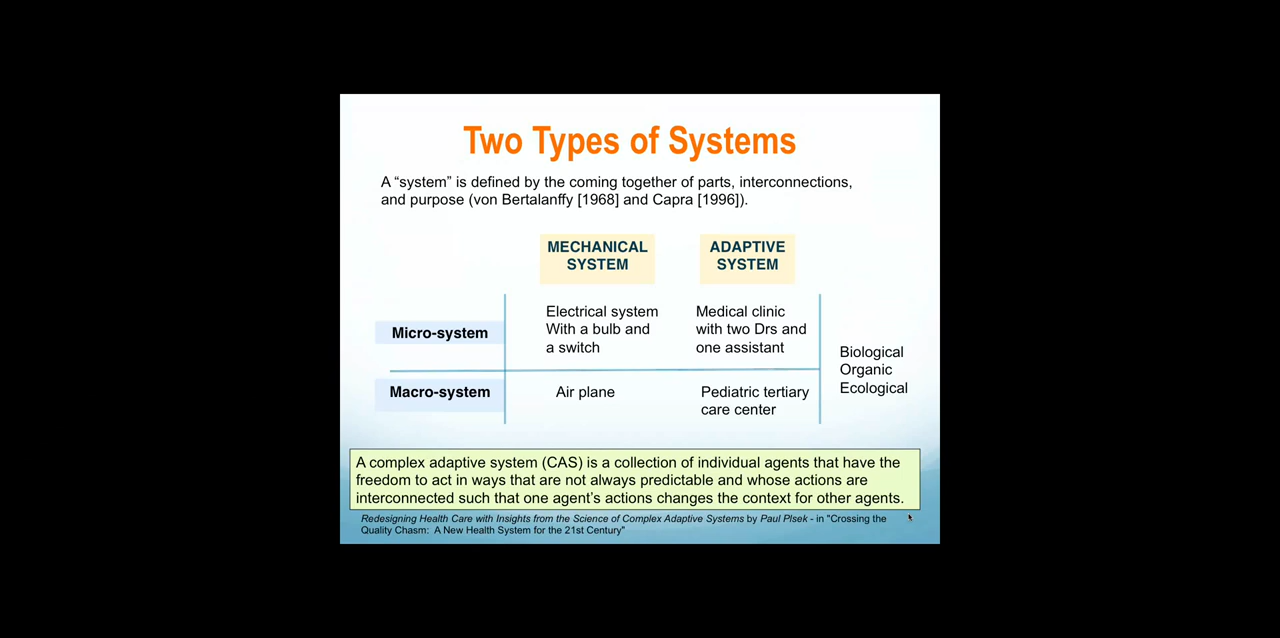 Two Types of Systems
A “system” is defined by the coming together of parts, interconnections,
and purpose (von Bertalanffy [1968] and Capra [1996]).
MECHANICAL
SYSTEM
ADAPTIVE
SYSTEM
Micro-system
Electrical system
With a bulb and
a switch
Medical clinic
with two Drs and
one assistant
Macro-system
Air plane
Pediatric tertiary
care center
Biological
Organic
Ecological
A complex adaptive system (CAS) is a collection of individual agents that have the
freedom to act in ways that are not always predictable and whose actions are
interconnected such that one agent’s actions changes the context for other agents.
Redesigning Health Care with Insights from the Science of Complex Adaptive Systems by Paul Plsek - in "Crossing the
Quality Chasm: A New Health System for the 21st Century"